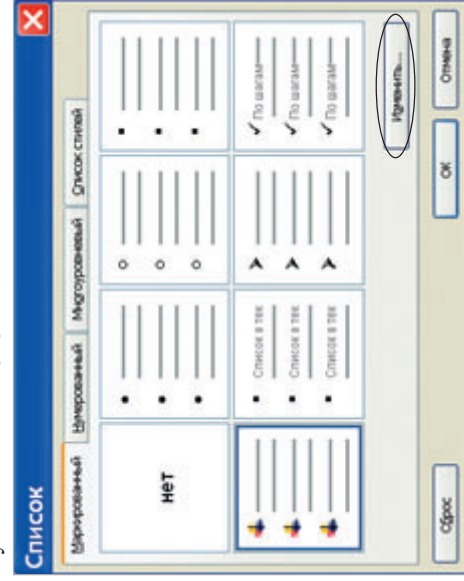 Список
Маркированный Нумерованный Многоуровневый Список стилей
нет
Список в тек По шагам
Список в тек По шагам
Список в тек По шагам
Изменить...
Сброс ОК Отмена